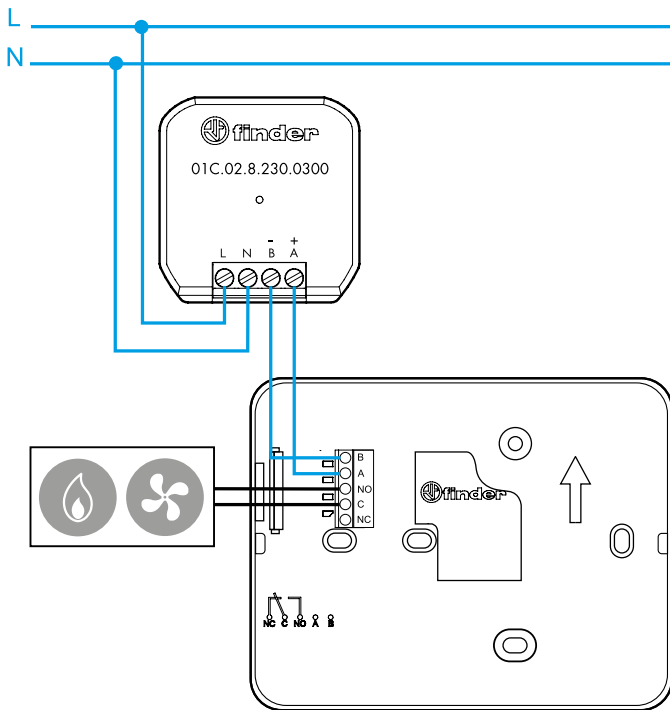 L
N
finder
01C.02.8.230.0300
- +
L N B A
B
A
NO
C
NC
finder
NC C NO A B